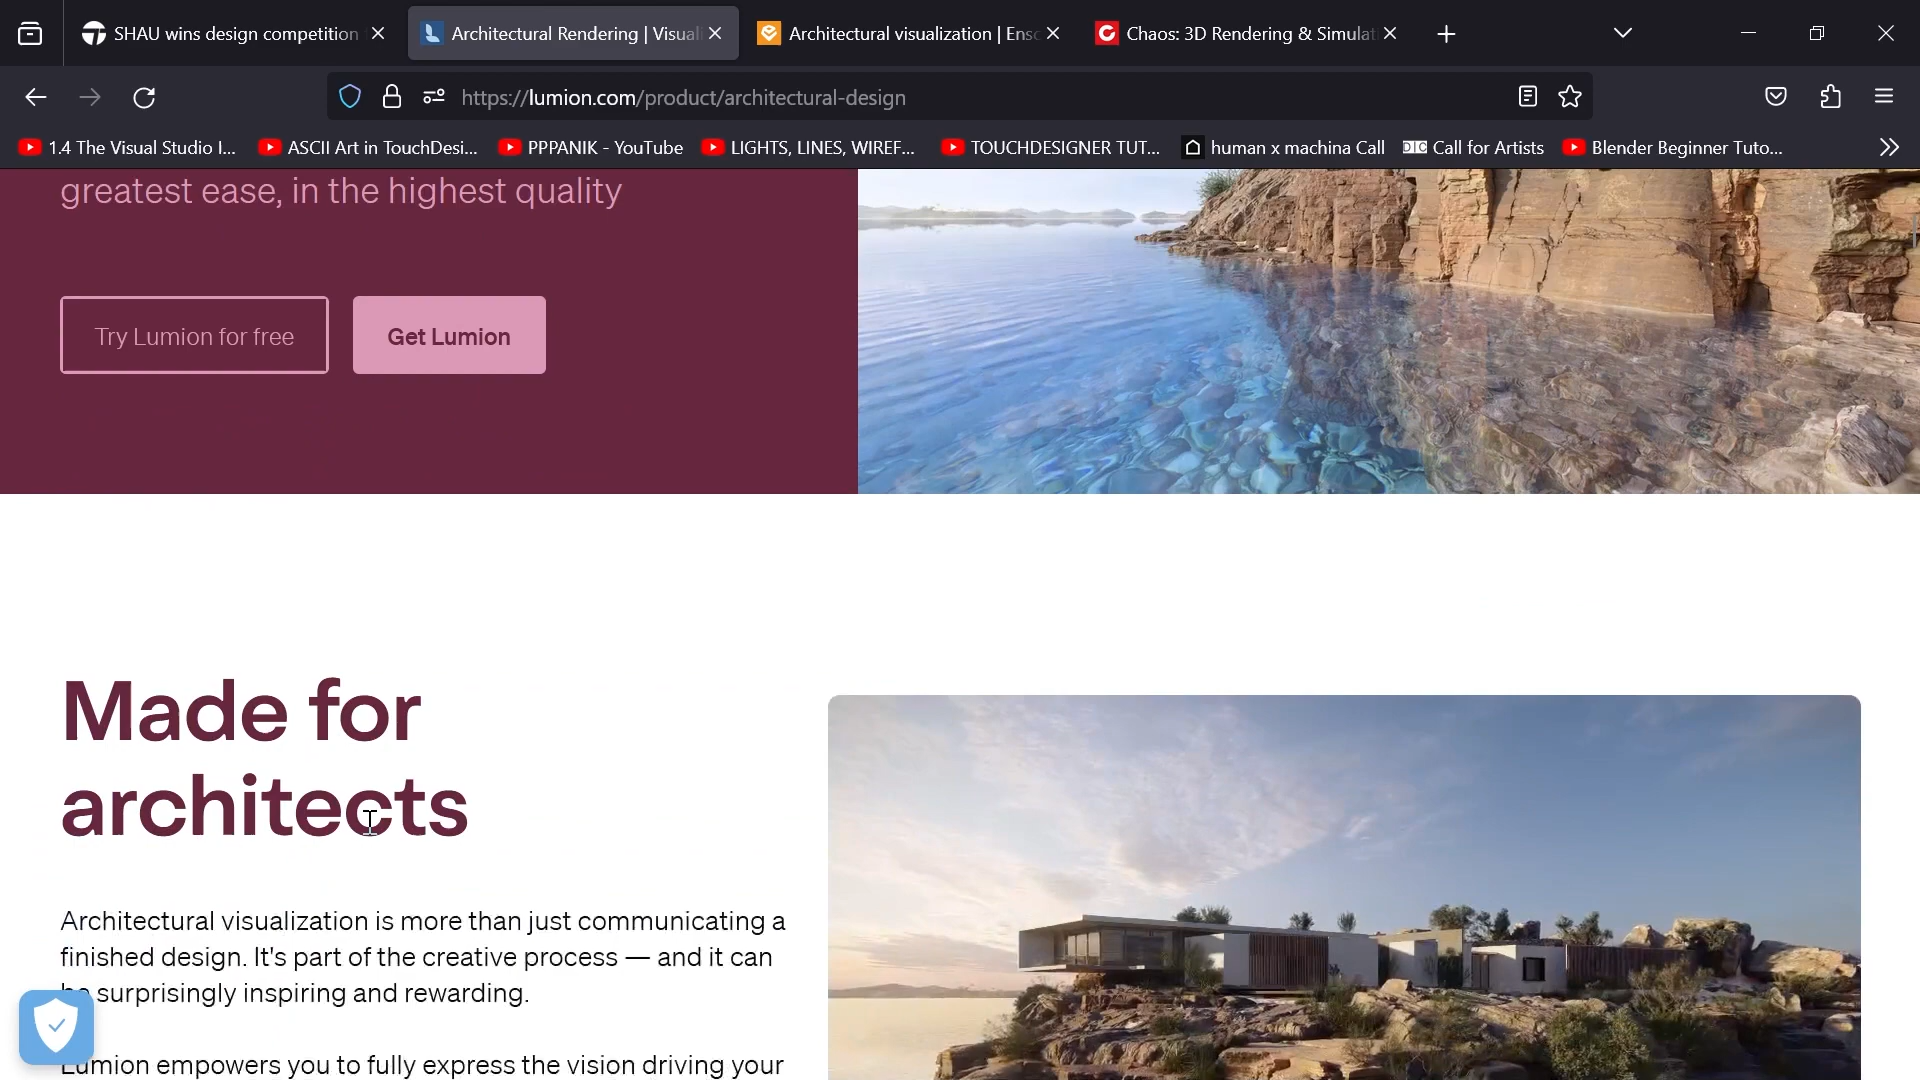 SHAU wins design competition
Architectural Rendering | Visual
Architectural visualization | Ensc
Chaos: 3D Rendering & Simulat
https://lumion.com/product/architectural-design
1.4 The Visual Studio I...
ASCII Art in TouchDesi...
PPPANIK - YouTube
LIGHTS, LINES, WIREF...
TOUCHDESIGNER TUT...
human x machina Call
Call for Artists
Blender Beginner Tuto...
greatest ease, in the highest quality
Try Lumion for free
Get Lumion
Made for
architects
Architectural visualization is more than just communicating a
finished design. It's part of the creative process — and it can
be surprisingly inspiring and rewarding.
Lumion empowers you to fully express the vision driving your